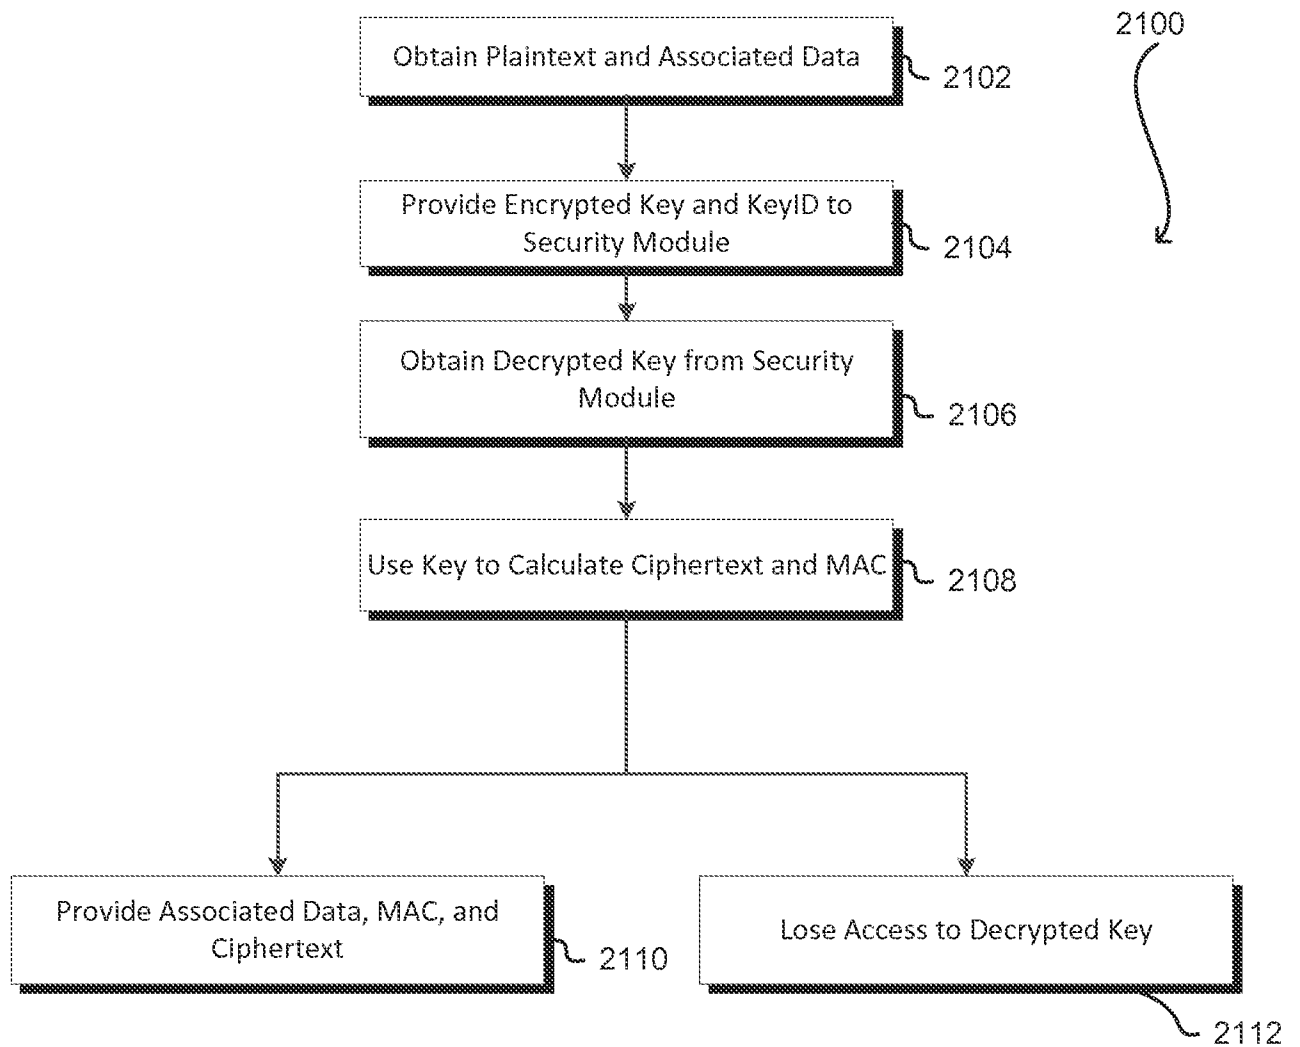 2100
Obtain Plaintext and Associated Data
2102
Provide Encrypted Key and KeyID to
Security Module
2104
Obtain Decrypted Key from Security
Module
2106
Use Key to Calculate Ciphertext and MAC
2108
Provide Associated Data, MAC, and
Ciphertext
2110
Lose Access to Decrypted Key
2112